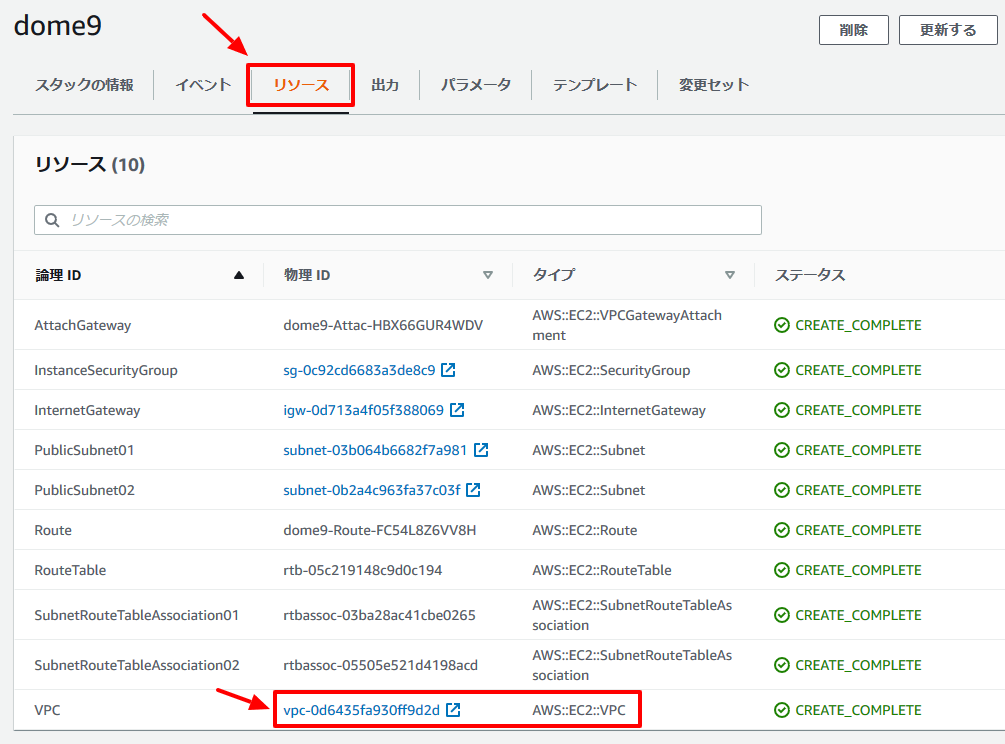 dome9
削除 更新する
スタックの情報 イベント リソース 出力 パラメータ テンプレート 変更セット
リソース (10)
リソースの検索
論理 ID 物理 ID タイプ ステータス
AttachGateway dome9-Attac-HBX66GUR4WDV AWS::EC2::VPCGatewayAttach CREATE_COMPLETE
ment
InstanceSecurityGroup sg-0c92cd6683a3de8c9 AWS::EC2::SecurityGroup CREATE_COMPLETE
InternetGateway igw-0d713a4f05f388069 AWS::EC2::InternetGateway CREATE_COMPLETE
PublicSubnet01 subnet-03b064b6682f7a981 AWS::EC2::Subnet CREATE_COMPLETE
PublicSubnet02 subnet-0b2a4c963fa37c03f AWS::EC2::Subnet CREATE_COMPLETE
Route dome9-Route-FC54L8Z6VV8H AWS::EC2::Route CREATE_COMPLETE
RouteTable rtb-05c219148c9d0c194 AWS::EC2::RouteTable CREATE_COMPLETE
SubnetRouteTableAssociation01 rtbassoc-03ba28ac41cbe0265 AWS::EC2::SubnetRouteTableAs CREATE_COMPLETE
sociation
SubnetRouteTableAssociation02 rtbassoc-05505e521d4198acd AWS::EC2::SubnetRouteTableAs CREATE_COMPLETE
sociation
VPC vpc-0d6435fa930ff9d2d AWS::EC2::VPC CREATE_COMPLETE